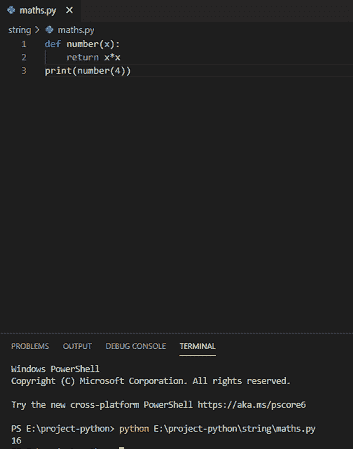 maths.py ×
string > maths.py
1 def number(x):
2     return x*x
3 print(number(4))
PROBLEMS OUTPUT DEBUG CONSOLE TERMINAL
Windows PowerShell
Copyright (C) Microsoft Corporation. All rights reserved.
Try the new cross-platform PowerShell https://aka.ms/pscore6
PS E:\project-python> python E:\project-python\string\maths.py
16